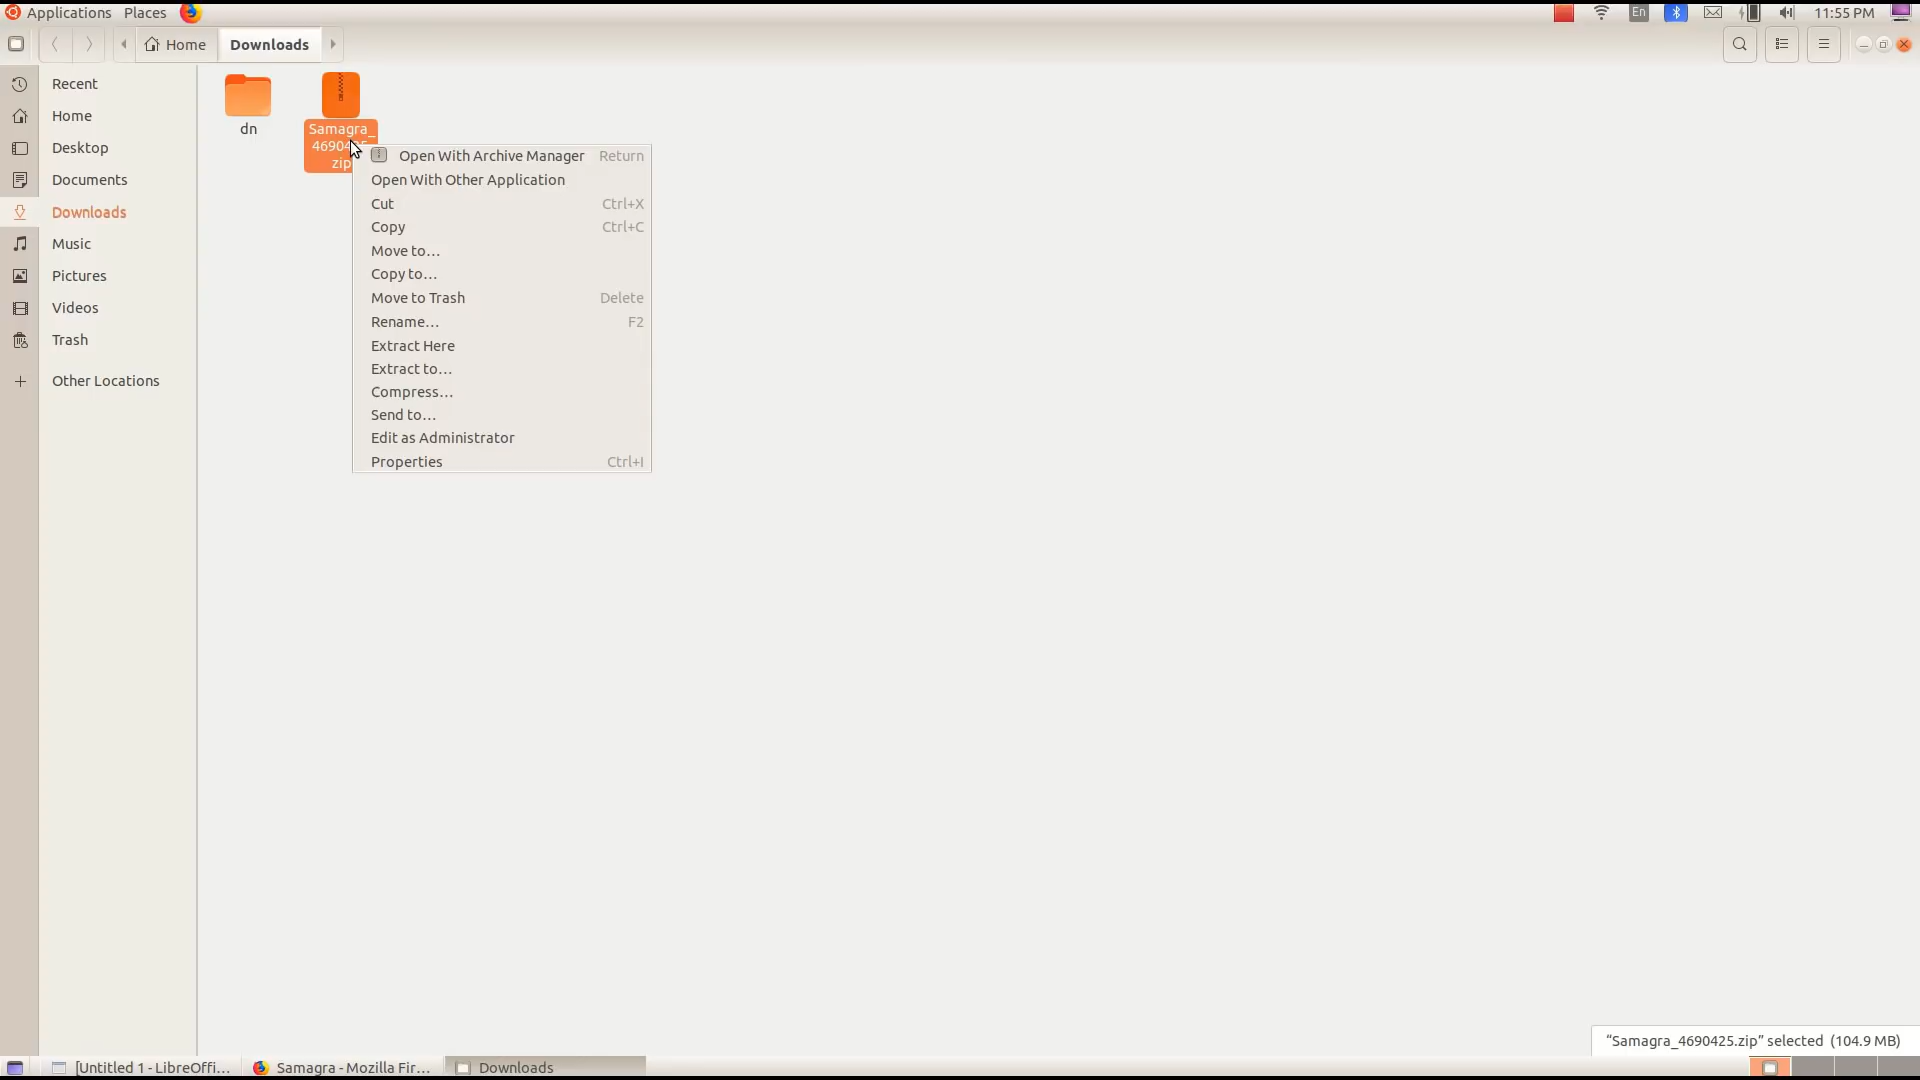 Applications Places
En 11:55 PM
Home Downloads
Recent
Home
Desktop
Documents
Downloads
Music
Pictures
Videos
Trash
Other Locations
dn
Samagra_
zip
Open With Archive Manager Return
Open With Other Application
Cut Ctrl+X
Copy Ctrl+C
Move to…
Copy to…
Move to Trash Delete
Rename… F2
Extract Here
Extract to…
Compress…
Send to…
Edit as Administrator
Properties Ctrl+I
“Samagra_4690425.zip” selected (104.9 MB)
[Untitled 1 - LibreOffi... Samagra - Mozilla Fir... Downloads